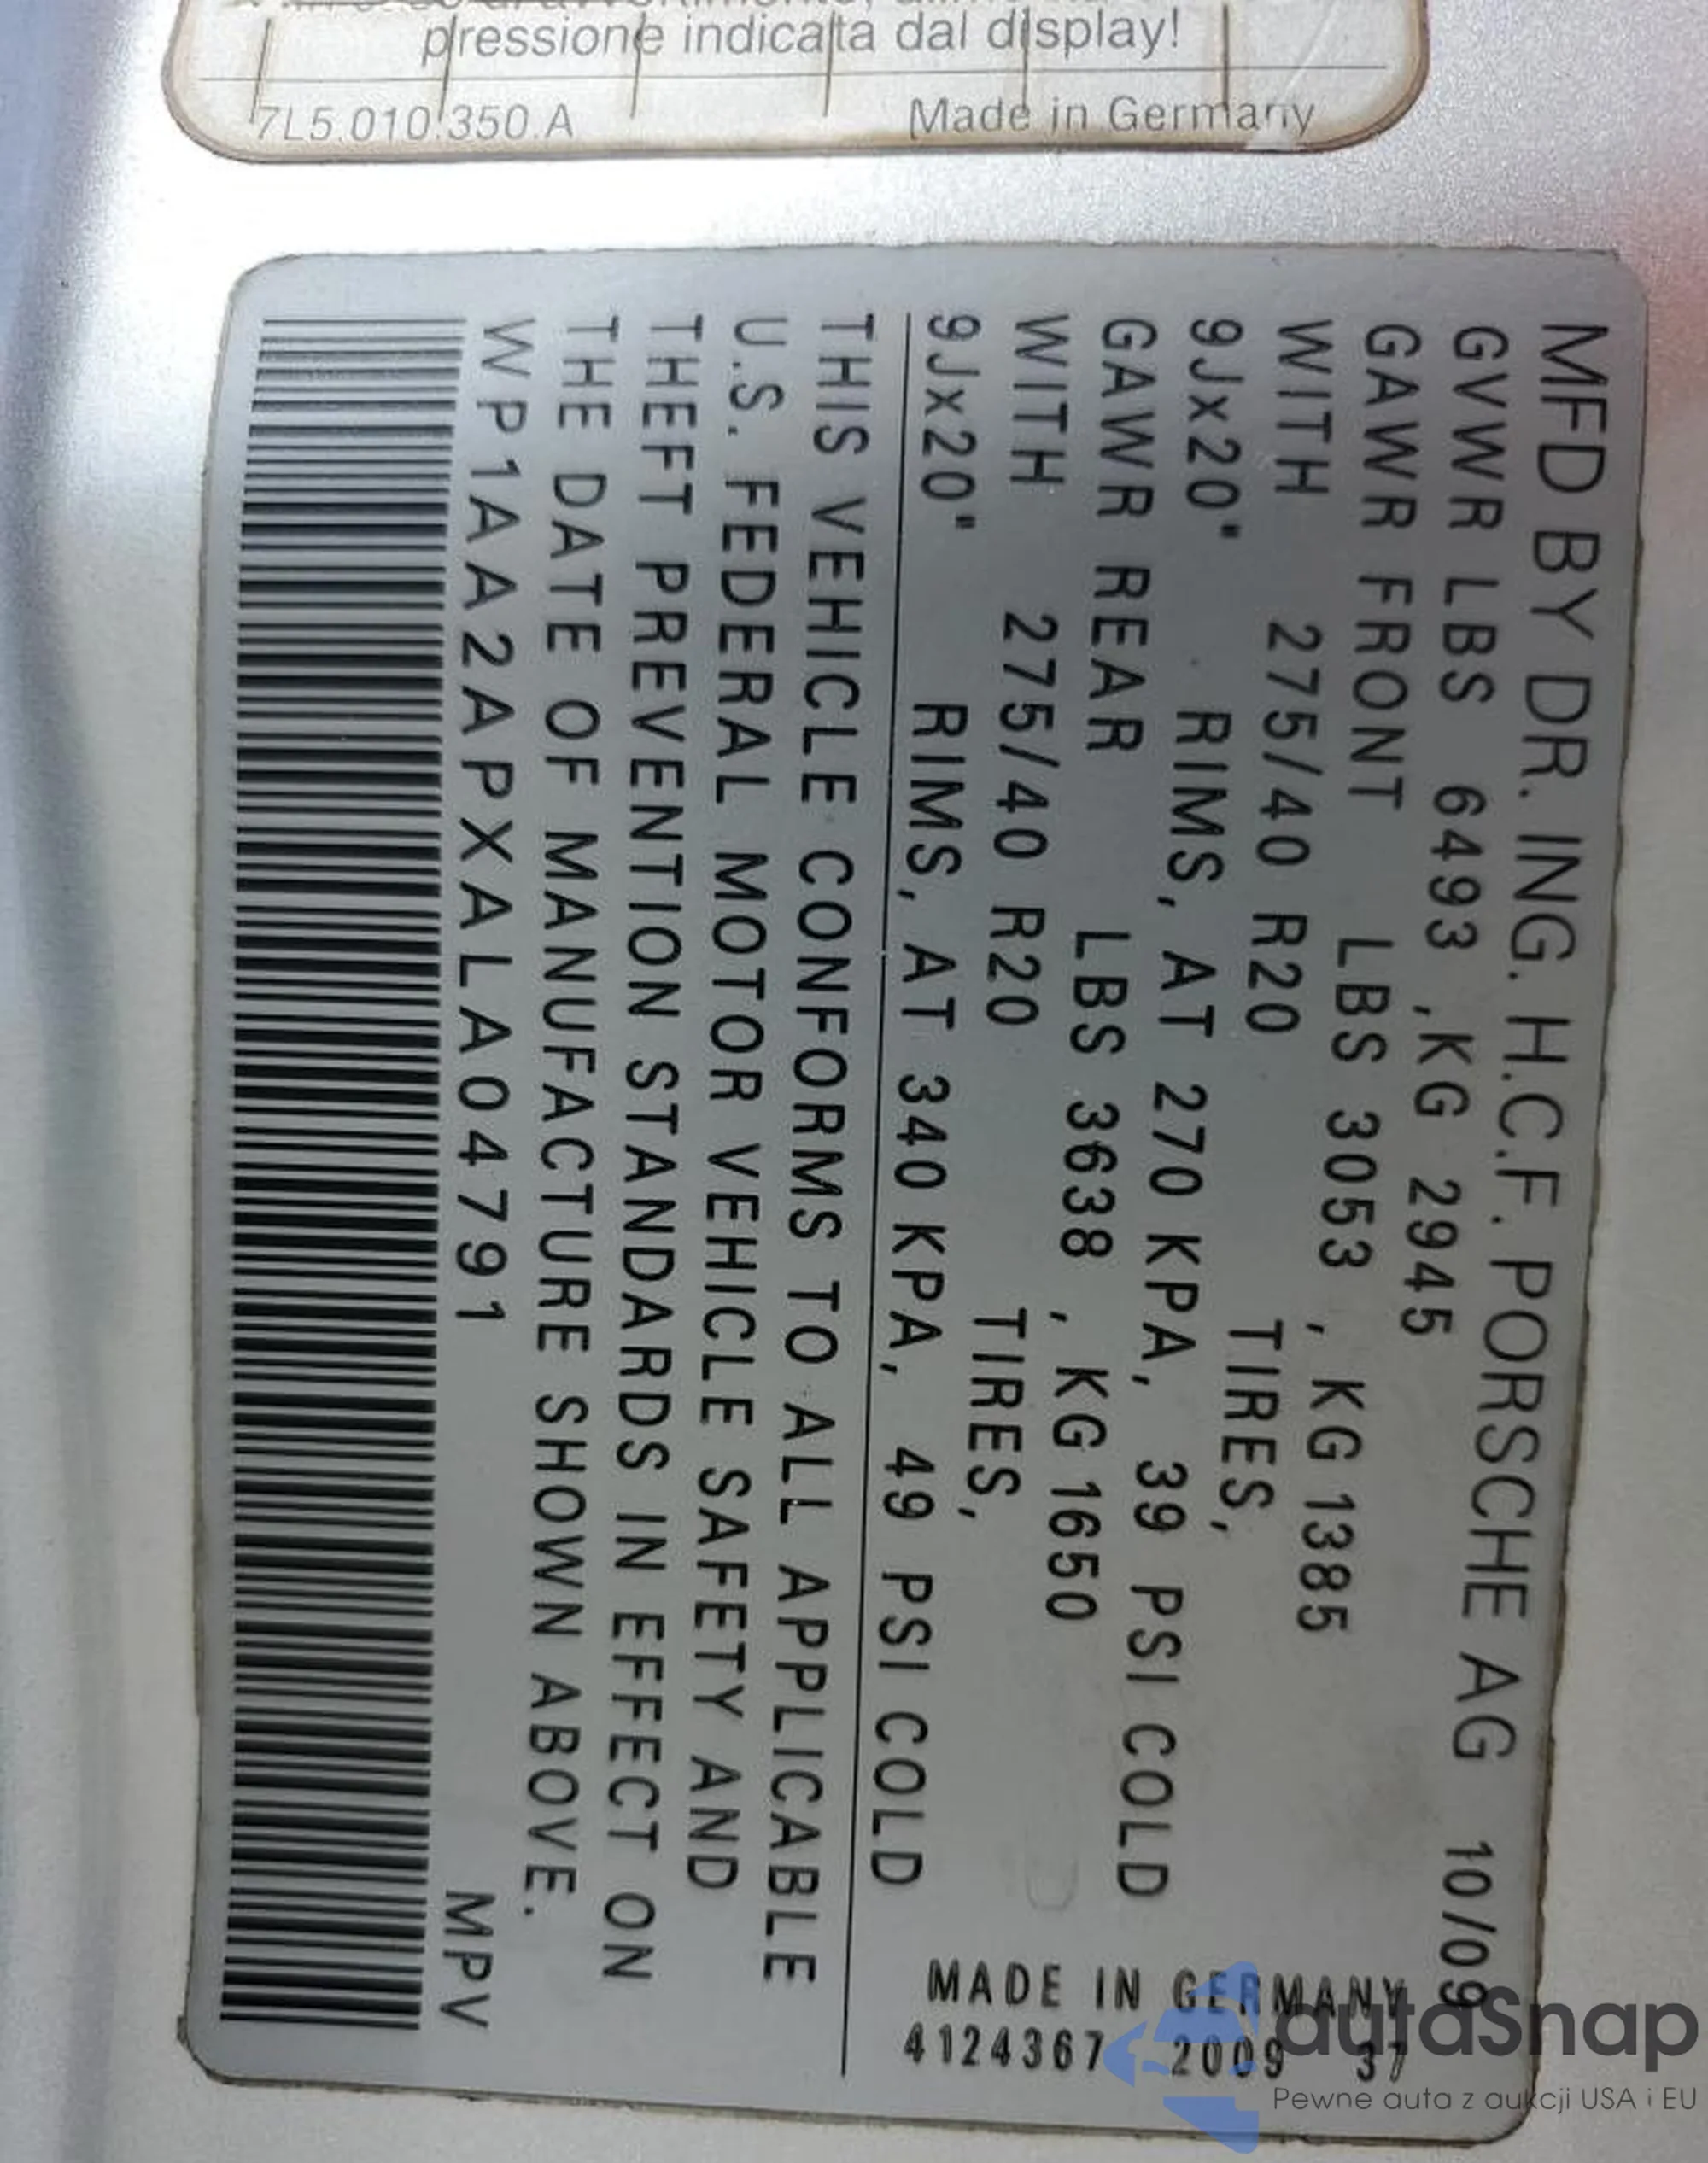 pressione indicata dal display!
7L5.010.350.A Made in Germany
MFD BY DR. ING. H.C.F. PORSCHE AG 10/09
GVWR LBS 6493 ,KG 2945
GAWR FRONT LBS 3053 , KG 1385
WITH 275/40 R20 TIRES,
9Jx20" RIMS, AT 270 KPA, 39 PSI COLD
GAWR REAR LBS 3638 , KG 1650
WITH 275/40 R20 TIRES,
9Jx20" RIMS, AT 340 KPA, 49 PSI COLD
THIS VEHICLE CONFORMS TO ALL APPLICABLE
U.S. FEDERAL MOTOR VEHICLE SAFETY AND
THEFT PREVENTION STANDARDS IN EFFECT ON
THE DATE OF MANUFACTURE SHOWN ABOVE.
WP1AA2APXALA04791 MPV
MADE IN GERMANY
4124367 2009 37
autaSnap
Pewne auta z aukcji USA i EU